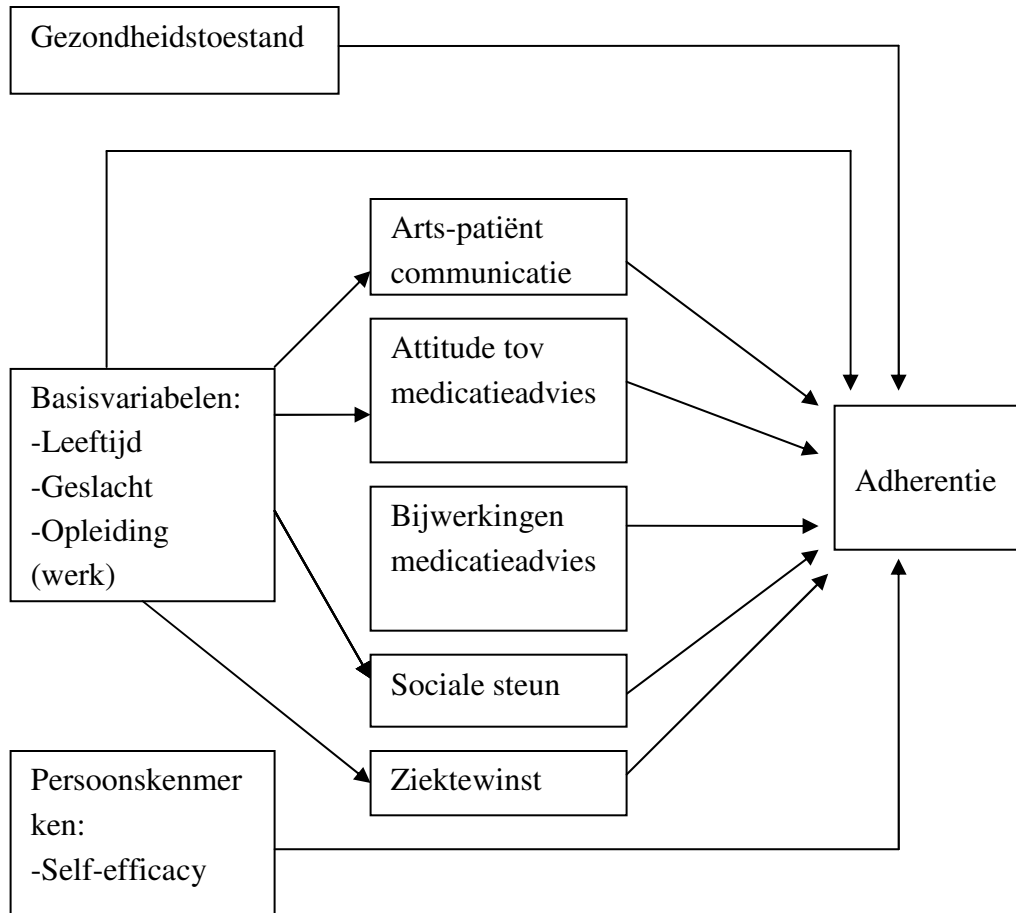 Gezondheidstoestand
Arts-patiënt
communicatie
Attitude tov
medicatieadvies
Basisvariabelen:
-Leeftijd
-Geslacht
-Opleiding
(werk)
Adherentie
Bijwerkingen
medicatieadvies
Sociale steun
Ziektewinst
Persoonskenmer
ken:
-Self-efficacy